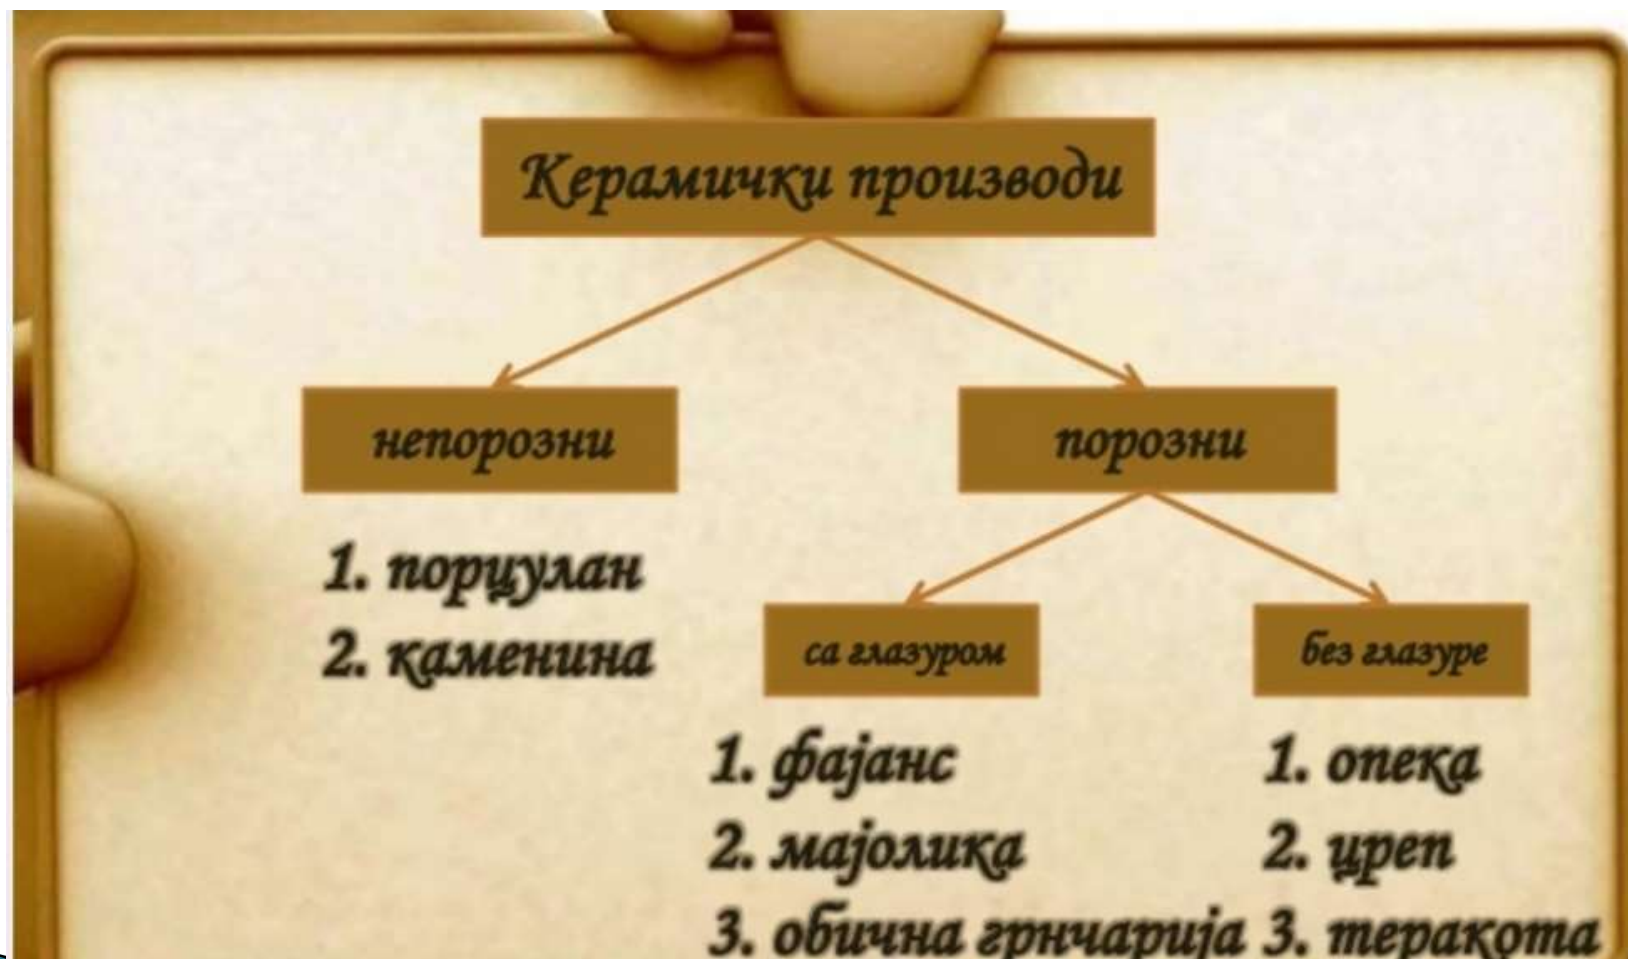 Керамички производи
непорозни
порозни
1. порцулан
2. каменина
са глазуром
без глазуре
1. фајанс
2. мајолика
3. обична грнчарија
1. опека
2. цреп
3. теракота